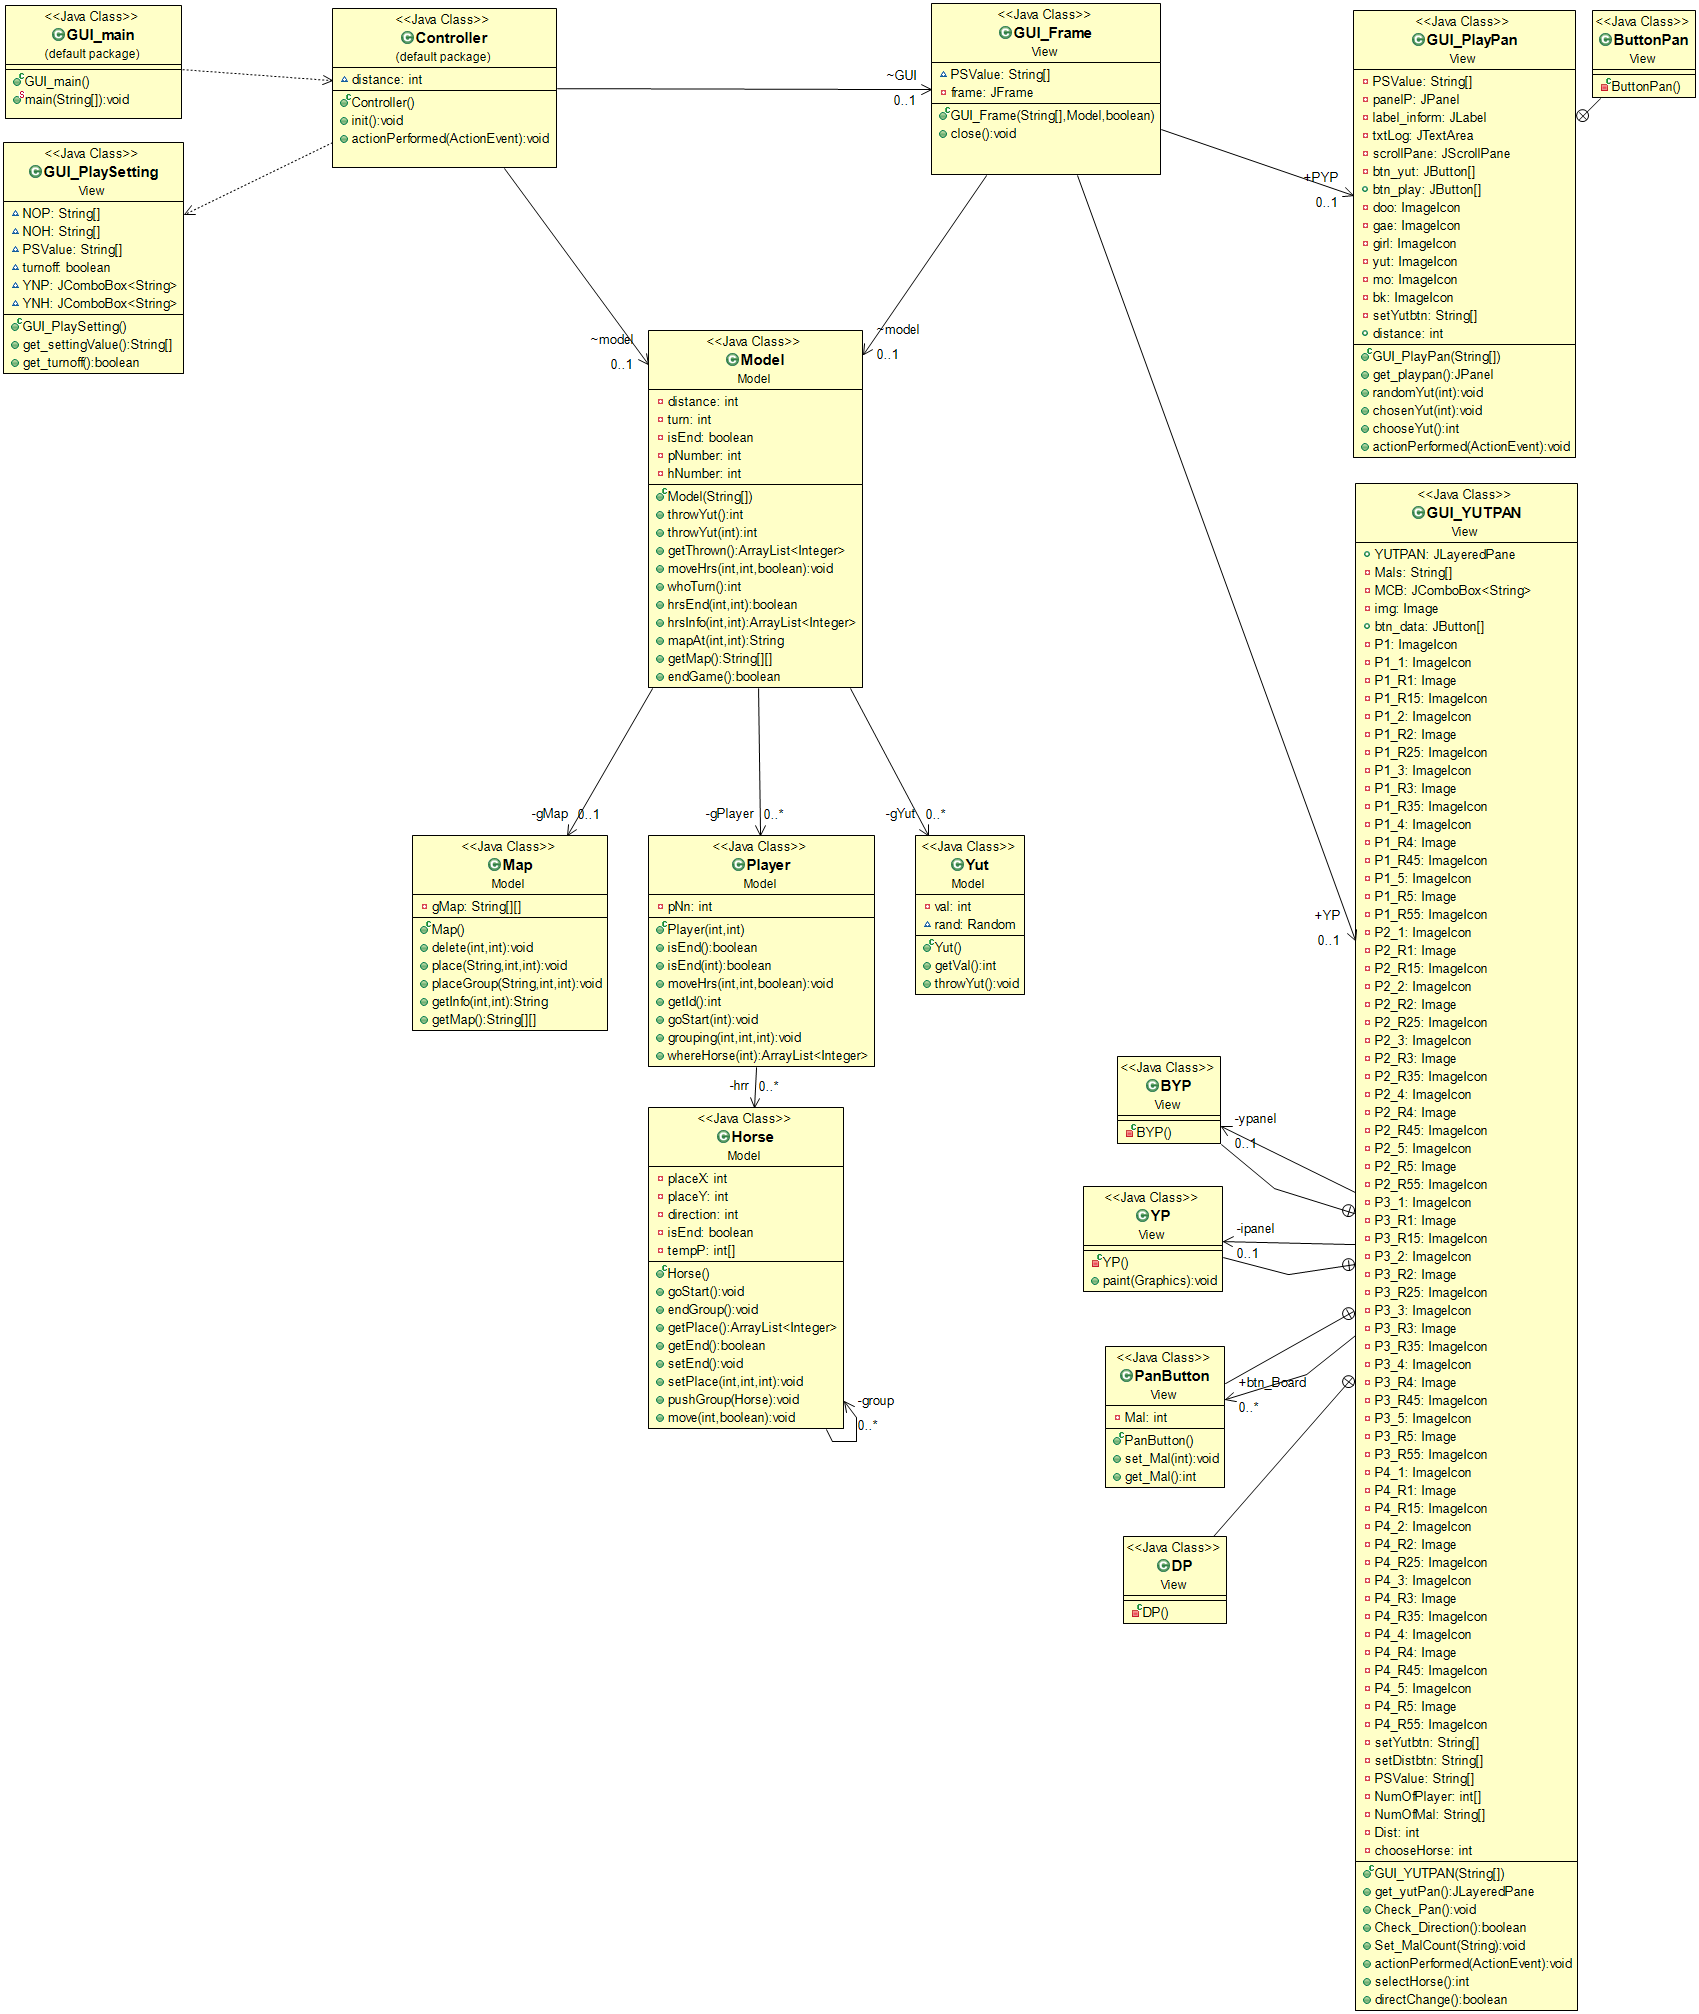 <<Java Class>>
GUI_main
(default package)
GUI_main()
main(String[]):void
<<Java Class>>
Controller
(default package)
distance: int
Controller()
init():void
actionPerformed(ActionEvent):void
<<Java Class>>
GUI_Frame
View
PSValue: String[]
frame: JFrame
GUI_Frame(String[],Model,boolean)
close():void
<<Java Class>>
GUI_PlayPan
View
PSValue: String[]
panelP: JPanel
label_inform: JLabel
txtLog: JTextArea
scrollPane: JScrollPane
btn_yut: JButton[]
btn_play: JButton[]
doo: ImageIcon
gae: ImageIcon
girl: ImageIcon
yut: ImageIcon
mo: ImageIcon
bk: ImageIcon
setYutbtn: String[]
distance: int
GUI_PlayPan(String[])
get_playpan():JPanel
randomYut(int):void
chosenYut(int):void
chooseYut():int
actionPerformed(ActionEvent):void
<<Java Class>>
ButtonPan
View
ButtonPan()
<<Java Class>>
GUI_PlaySetting
View
NOP: String[]
NOH: String[]
PSValue: String[]
turnoff: boolean
YNP: JComboBox<String>
YNH: JComboBox<String>
GUI_PlaySetting()
get_settingValue():String[]
get_turnoff():boolean
~GUI
0..1
+PYP
0..1
~model
0..1
~model
0..1
<<Java Class>>
Model
Model
distance: int
turn: int
isEnd: boolean
pNumber: int
hNumber: int
Model(String[])
throwYut():int
throwYut(int):int
getThrown():ArrayList<Integer>
moveHrs(int,int,boolean):void
whoTurn():int
hrsEnd(int,int):boolean
hrsInfo(int,int):ArrayList<Integer>
mapAt(int,int):String
getMap():String[][]
endGame():boolean
-gMap 0..1
-gPlayer 0..*
-gYut 0..*
<<Java Class>>
Map
Model
gMap: String[][]
Map()
delete(int,int):void
place(String,int,int):void
placeGroup(String,int,int):void
getInfo(int,int):String
getMap():String[][]
<<Java Class>>
Player
Model
pNn: int
Player(int,int)
isEnd():boolean
isEnd(int):boolean
moveHrs(int,int,boolean):void
getId():int
goStart(int):void
grouping(int,int,int):void
whereHorse(int):ArrayList<Integer>
<<Java Class>>
Yut
Model
val: int
rand: Random
Yut()
getVal():int
throwYut():void
-hrr 0..*
<<Java Class>>
Horse
Model
placeX: int
placeY: int
direction: int
isEnd: boolean
tempP: int[]
Horse()
goStart():void
endGroup():void
getPlace():ArrayList<Integer>
getEnd():boolean
setEnd():void
setPlace(int,int,int):void
pushGroup(Horse):void
move(int,boolean):void
-group
0..*
+YP
0..1
<<Java Class>>
BYP
View
BYP()
-ypanel
0..1
<<Java Class>>
YP
View
YP()
paint(Graphics):void
-ipanel
0..1
<<Java Class>>
PanButton
View
Mal: int
PanButton()
set_Mal(int):void
get_Mal():int
+btn_Board
0..*
<<Java Class>>
DP
View
DP()
<<Java Class>>
GUI_YUTPAN
View
YUTPAN: JLayeredPane
Mals: String[]
MCB: JComboBox<String>
img: Image
btn_data: JButton[]
P1: ImageIcon
P1_1: ImageIcon
P1_R1: Image
P1_R15: ImageIcon
P1_2: ImageIcon
P1_R2: Image
P1_R25: ImageIcon
P1_3: ImageIcon
P1_R3: Image
P1_R35: ImageIcon
P1_4: ImageIcon
P1_R4: Image
P1_R45: ImageIcon
P1_5: ImageIcon
P1_R5: Image
P1_R55: ImageIcon
P2_1: ImageIcon
P2_R1: Image
P2_R15: ImageIcon
P2_2: ImageIcon
P2_R2: Image
P2_R25: ImageIcon
P2_3: ImageIcon
P2_R3: Image
P2_R35: ImageIcon
P2_4: ImageIcon
P2_R4: Image
P2_R45: ImageIcon
P2_5: ImageIcon
P2_R5: Image
P2_R55: ImageIcon
P3_1: ImageIcon
P3_R1: Image
P3_R15: ImageIcon
P3_2: ImageIcon
P3_R2: Image
P3_R25: ImageIcon
P3_3: ImageIcon
P3_R3: Image
P3_R35: ImageIcon
P3_4: ImageIcon
P3_R4: Image
P3_R45: ImageIcon
P3_5: ImageIcon
P3_R5: Image
P3_R55: ImageIcon
P4_1: ImageIcon
P4_R1: Image
P4_R15: ImageIcon
P4_2: ImageIcon
P4_R2: Image
P4_R25: ImageIcon
P4_3: ImageIcon
P4_R3: Image
P4_R35: ImageIcon
P4_4: ImageIcon
P4_R4: Image
P4_R45: ImageIcon
P4_5: ImageIcon
P4_R5: Image
P4_R55: ImageIcon
setYutbtn: String[]
setDistbtn: String[]
PSValue: String[]
NumOfPlayer: int[]
NumOfMal: String[]
Dist: int
chooseHorse: int
GUI_YUTPAN(String[])
get_yutPan():JLayeredPane
Check_Pan():void
Check_Direction():boolean
Set_MalCount(String):void
actionPerformed(ActionEvent):void
selectHorse():int
directChange():boolean